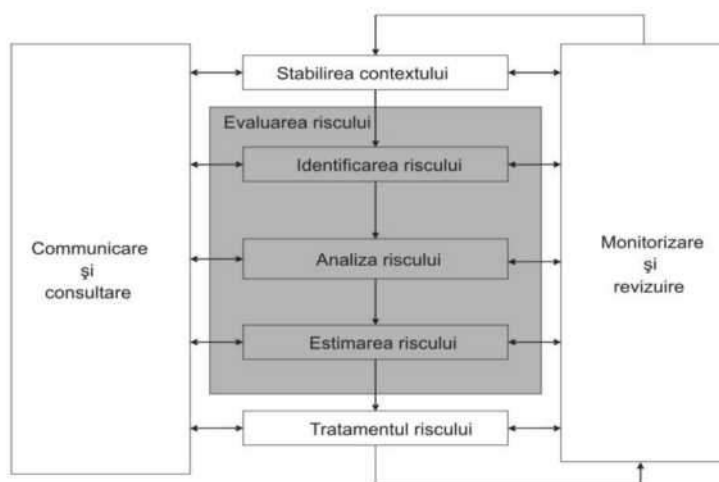 Stabilirea contextului
Evaluarea riscului
Identificarea riscului
Communicare
şi
consultare
Analiza riscului
Monitorizare
şi
revizuire
Estimarea riscului
Tratamentul riscului